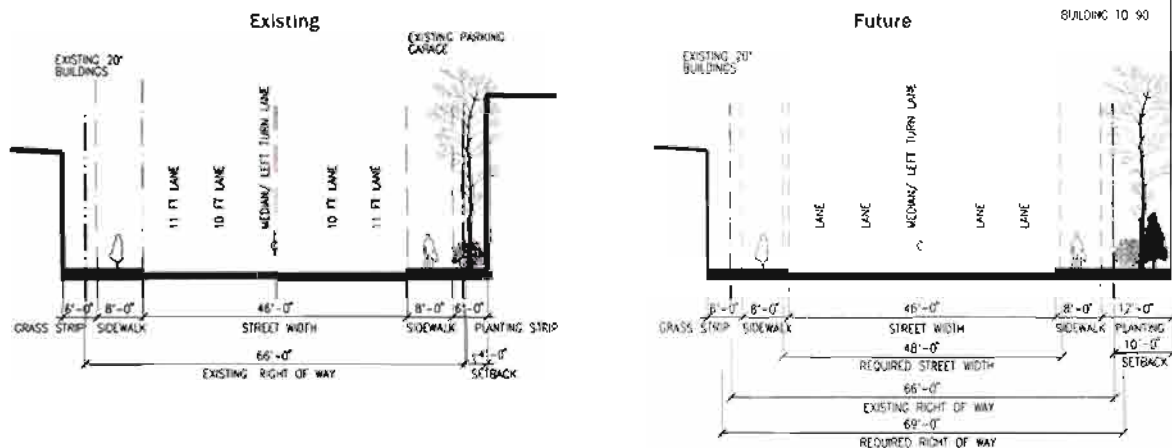 Existing
EXISTING PARKING
GARAGE
EXISTING 20'
BUILDINGS
11 FT LANE
10 FT LANE
MEDIAN/ LEFT TURN LANE
10 FT LANE
11 FT LANE
6'-0"
8'-0"
46'-0"
8'-0"
6'-0"
GRASS STRIP
SIDEWALK
STREET WIDTH
SIDEWALK
PLANTING STRIP
66'-0"
4'-0"
EXISTING RIGHT OF WAY
SETBACK
Future
BUILDING TO 90
EXISTING 20'
BUILDINGS
LANE
LANE
MEDIAN/ LEFT TURN LANE
LANE
LANE
6'-0"
8'-0"
46'-0"
8'-0"
12'-0"
GRASS STRIP
SIDEWALK
STREET WIDTH
SIDEWALK
PLANTING
48'-0"
10'-0"
REQUIRED STREET WIDTH
SETBACK
66'-0"
EXISTING RIGHT OF WAY
69'-0"
REQUIRED RIGHT OF WAY